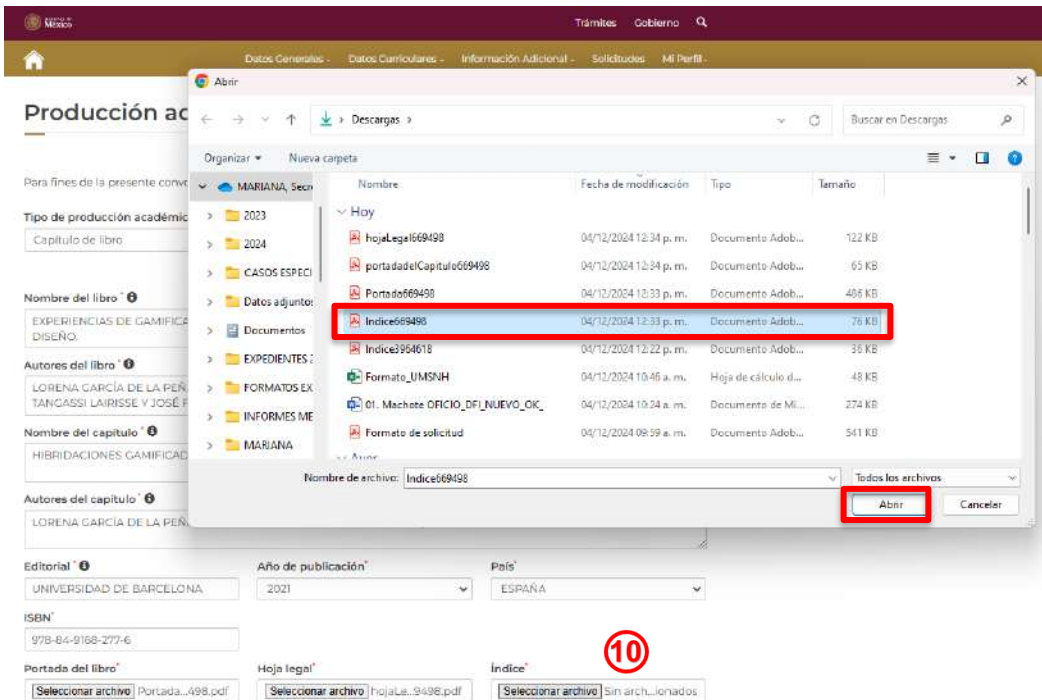 México
Trámites Gobierno
Datos Generales Datos Curriculares Información Adicional Solicitudes Mi Perfil
Abrir
Producción ac
Descargas
Buscar en Descargas
Organizar Nueva carpeta
Para fines de la presente convo
MARIANA, Secre
Nombre Fecha de modificación Tipo Tamaño
Tipo de producción académic
2023
Hoy
Capítulo de libro
2024
hojaLegal669498 04/12/2024 12:34 p. m. Documento Adob... 122 KB
CASOS ESPECI
portadadelCapitulo669498 04/12/2024 12:34 p. m. Documento Adob... 65 KB
Nombre del libro*
Datos adjuntos
Portada669498 04/12/2024 12:33 p. m. Documento Adob... 486 KB
EXPERIENCIAS DE GAMIFICA
DISEÑO.
Documentos
Indice669498 04/12/2024 12:33 p. m. Documento Adob... 76 KB
Autores del libro*
EXPEDIENTES 2
Indice3964618 04/12/2024 12:22 p. m. Documento Adob... 36 KB
LORENA GARCÍA DE LA PEÑ
TANGASSI LAIRISSE Y JOSÉ F
FORMATOS EX
Formato_UMSNH 04/12/2024 10:46 a. m. Hoja de cálculo d... 48 KB
INFORMES ME
01. Machote OFICIO_DFI_NUEVO_OK_ 04/12/2024 10:24 a. m. Documento de Mi... 274 KB
Nombre del capítulo*
MARIANA
Formato de solicitud 04/12/2024 09:59 a. m. Documento Adob... 541 KB
HIBRIDACIONES GAMIFICAD
Ayer
Nombre de archivo: Indice669498 Todos los archivos
Autores del capítulo*
Abrir Cancelar
LORENA GARCÍA DE LA PEÑ
Editorial* Año de publicación* País*
UNIVERSIDAD DE BARCELONA 2021 ESPAÑA
ISBN*
978-84-9168-277-6
10
Portada del libro* Hoja legal* Índice*
Seleccionar archivo Portada...498.pdf Seleccionar archivo hojaLe...9498.pdf Seleccionar archivo Sin arch...ionados